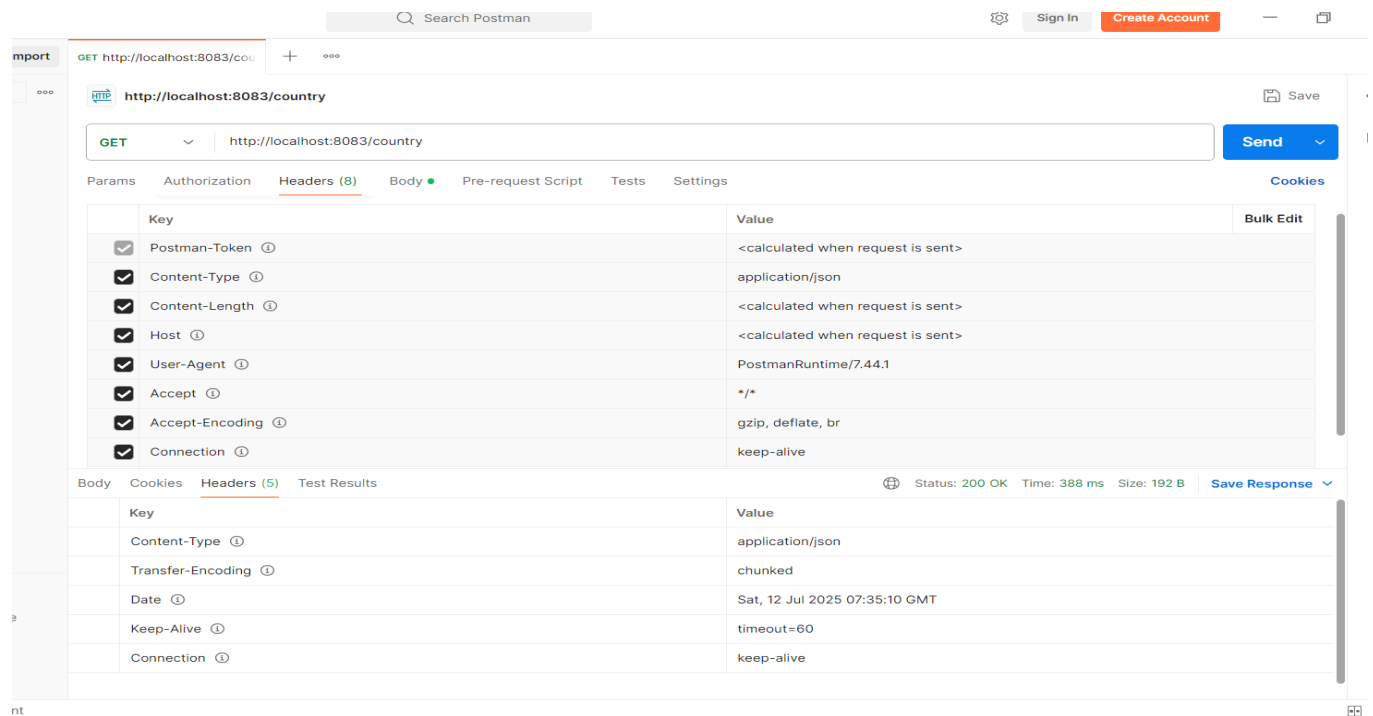 Search Postman
Sign In
Create Account
mport
GET http://localhost:8083/cou
HTTP http://localhost:8083/country
Save
GET
http://localhost:8083/country
Send
Params Authorization Headers (8) Body Pre-request Script Tests Settings
Cookies
Key Value Bulk Edit
Postman-Token <calculated when request is sent>
Content-Type application/json
Content-Length <calculated when request is sent>
Host <calculated when request is sent>
User-Agent PostmanRuntime/7.44.1
Accept */*
Accept-Encoding gzip, deflate, br
Connection keep-alive
Body Cookies Headers (5) Test Results
Status: 200 OK Time: 388 ms Size: 192 B Save Response
Key Value
Content-Type application/json
Transfer-Encoding chunked
Date Sat, 12 Jul 2025 07:35:10 GMT
Keep-Alive timeout=60
Connection keep-alive
e
nt